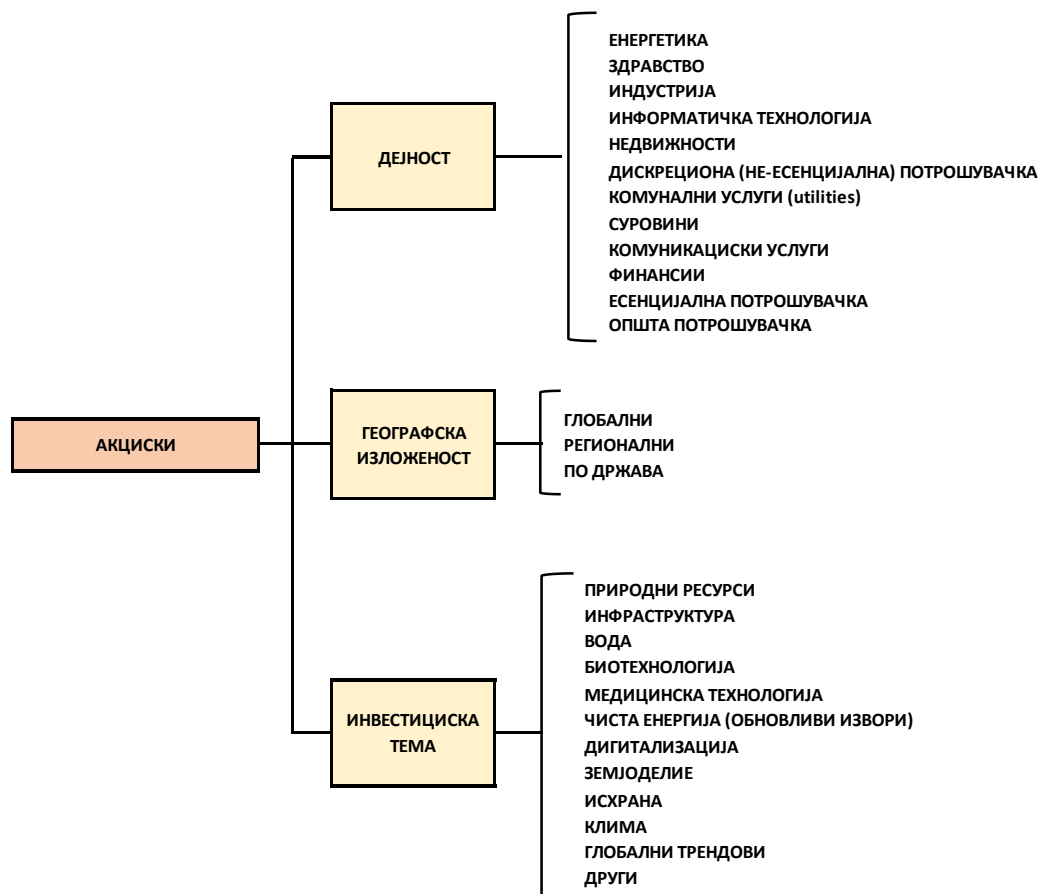 АКЦИСКИ
ДЕЈНОСТ
ЕНЕРГЕТИКА
ЗДРАВСТВО
ИНДУСТРИЈА
ИНФОРМАТИЧКА ТЕХНОЛОГИЈА
НЕДВИЖНОСТИ
ДИСКРЕЦИОНА (НЕ-ЕСЕНЦИЈАЛНА) ПОТРОШУВАЧКА
КОМУНАЛНИ УСЛУГИ (utilities)
СУРОВИНИ
КОМУНИКАЦИСКИ УСЛУГИ
ФИНАНСИИ
ЕСЕНЦИЈАЛНА ПОТРОШУВАЧКА
ОПШТА ПОТРОШУВАЧКА
ГЕОГРАФСКА
ИЗЛОЖЕНОСТ
ГЛОБАЛНИ
РЕГИОНАЛНИ
ПО ДРЖАВА
ИНВЕСТИЦИСКА
ТЕМА
ПРИРОДНИ РЕСУРСИ
ИНФРАСТРУКТУРА
ВОДА
БИОТЕХНОЛОГИЈА
МЕДИЦИНСКА ТЕХНОЛОГИЈА
ЧИСТА ЕНЕРГИЈА (ОБНОВЛИВИ ИЗВОРИ)
ДИГИТАЛИЗАЦИЈА
ЗЕМЈОДЕЛИЕ
ИСХРАНА
КЛИМА
ГЛОБАЛНИ ТРЕНДОВИ
ДРУГИ